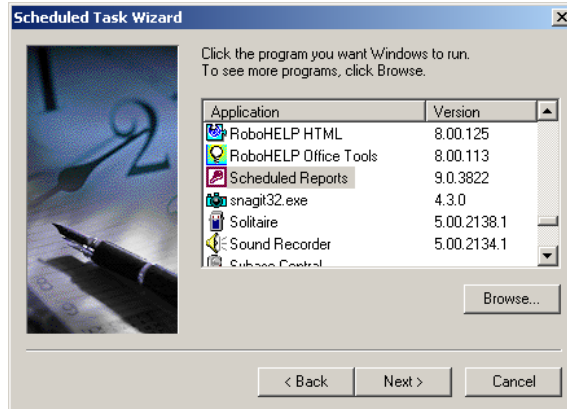 Scheduled Task Wizard
Click the program you want Windows to run.
To see more programs, click Browse.
Application Version
RoboHELP HTML 8.00.125
RoboHELP Office Tools 8.00.113
Scheduled Reports 9.0.3822
snagit32.exe 4.3.0
Solitaire 5.00.2138.1
Sound Recorder 5.00.2134.1
Sybase Central
Browse...
< Back Next > Cancel